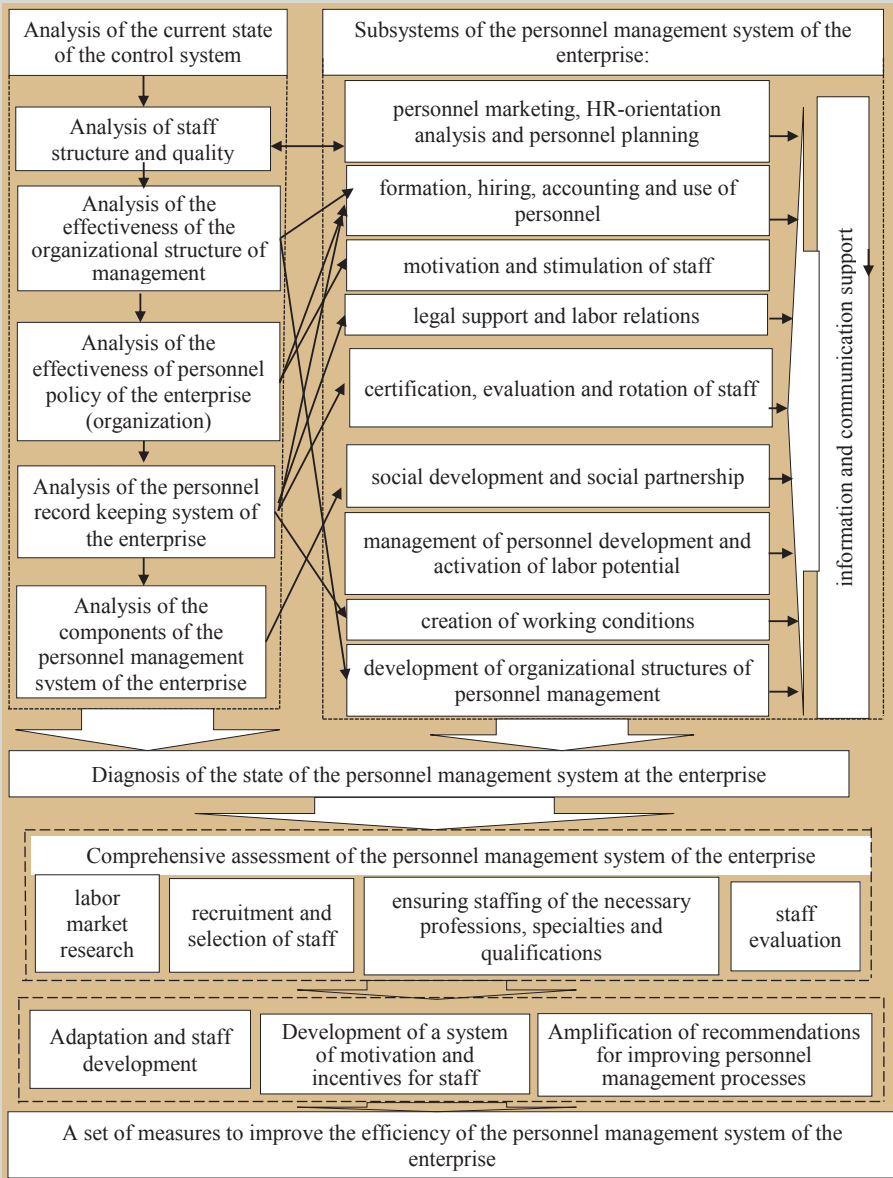 Analysis of the current state
of the control system
Analysis of staff
structure and quality
Analysis of the
effectiveness of the
organizational structure of
management
Analysis of the
effectiveness of personnel
policy of the enterprise
(organization)
Analysis of the personnel
record keeping system of
the enterprise
Analysis of the
components of the
personnel management
system of the enterprise
Subsystems of the personnel management system of the
enterprise:
personnel marketing, HR-orientation
analysis and personnel planning
formation, hiring, accounting and use of
personnel
motivation and stimulation of staff
legal support and labor relations
certification, evaluation and rotation of staff
social development and social partnership
management of personnel development and
activation of labor potential
creation of working conditions
development of organizational structures of
personnel management
information and communication support
Diagnosis of the state of the personnel management system at the enterprise
Comprehensive assessment of the personnel management system of the enterprise
labor
market
research
recruitment and
selection of staff
ensuring staffing of the necessary
professions, specialties and
qualifications
staff
evaluation
Adaptation and staff
development
Development of a system
of motivation and
incentives for staff
Amplification of recommendations
for improving personnel
management processes
A set of measures to improve the efficiency of the personnel management system of the
enterprise